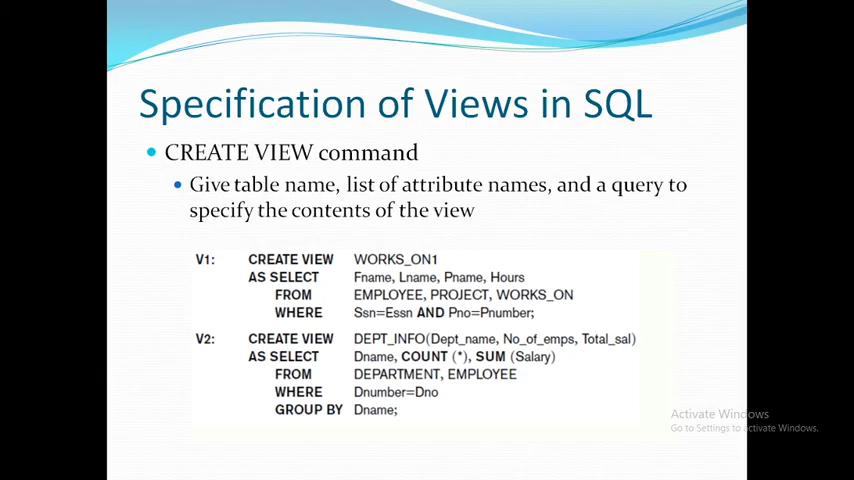 Specification of Views in SQL
CREATE VIEW command
Give table name, list of attribute names, and a query to
specify the contents of the view
V1: CREATE VIEW WORKS_ON1
AS SELECT Fname, Lname, Pname, Hours
FROM EMPLOYEE, PROJECT, WORKS_ON
WHERE Ssn=Essn AND Pno=Pnumber;
V2: CREATE VIEW DEPT_INFO(Dept_name, No_of_emps, Total_sal)
AS SELECT Dname, COUNT (*), SUM (Salary)
FROM DEPARTMENT, EMPLOYEE
WHERE Dnumber=Dno
GROUP BY Dname;
Activate Windows
Go to Settings to activate Windows.